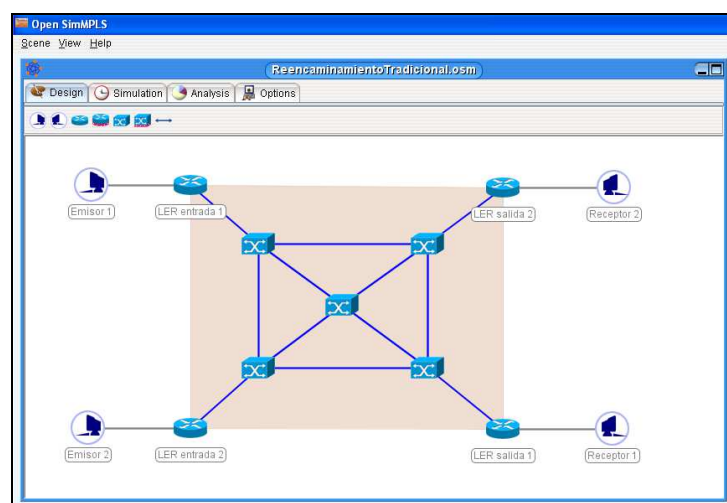 Open SimMPLS
Scene View Help
ReencaminamientoTradicional.osm
Design Simulation Analysis Options
Emisor 1 LER entrada 1 LER salida 2 Receptor 2
Emisor 2 LER entrada 2 LER salida 1 Receptor 1